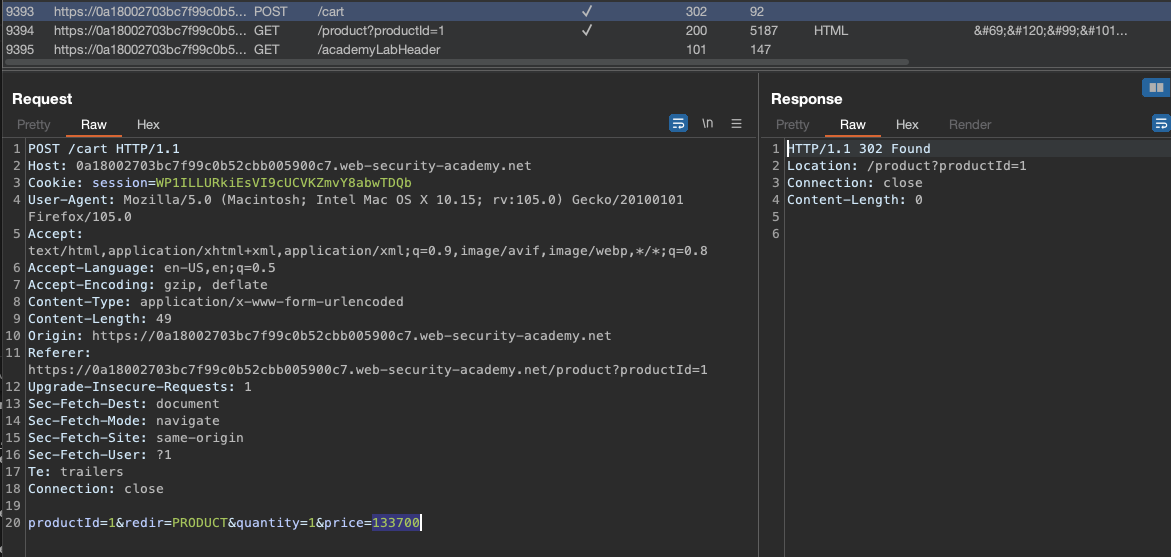 9393 https://0a18002703bc7f99c0b5... POST /cart ✓ 302 92
9394 https://0a18002703bc7f99c0b5... GET /product?productId=1 ✓ 200 5187 HTML &#69;&#120;&#99;&#101...
9395 https://0a18002703bc7f99c0b5... GET /academyLabHeader 101 147
Request
Pretty Raw Hex
\n
1 POST /cart HTTP/1.1
2 Host: 0a18002703bc7f99c0b52cbb005900c7.web-security-academy.net
3 Cookie: session=WP1ILLURkiEsVI9cUCVKZmvY8abwTDQb
4 User-Agent: Mozilla/5.0 (Macintosh; Intel Mac OS X 10.15; rv:105.0) Gecko/20100101
Firefox/105.0
5 Accept:
text/html,application/xhtml+xml,application/xml;q=0.9,image/avif,image/webp,*/*;q=0.8
6 Accept-Language: en-US,en;q=0.5
7 Accept-Encoding: gzip, deflate
8 Content-Type: application/x-www-form-urlencoded
9 Content-Length: 49
10 Origin: https://0a18002703bc7f99c0b52cbb005900c7.web-security-academy.net
11 Referer:
https://0a18002703bc7f99c0b52cbb005900c7.web-security-academy.net/product?productId=1
12 Upgrade-Insecure-Requests: 1
13 Sec-Fetch-Dest: document
14 Sec-Fetch-Mode: navigate
15 Sec-Fetch-Site: same-origin
16 Sec-Fetch-User: ?1
17 Te: trailers
18 Connection: close
19
20 productId=1&redir=PRODUCT&quantity=1&price=133700
Response
Pretty Raw Hex Render
1 HTTP/1.1 302 Found
2 Location: /product?productId=1
3 Connection: close
4 Content-Length: 0
5
6